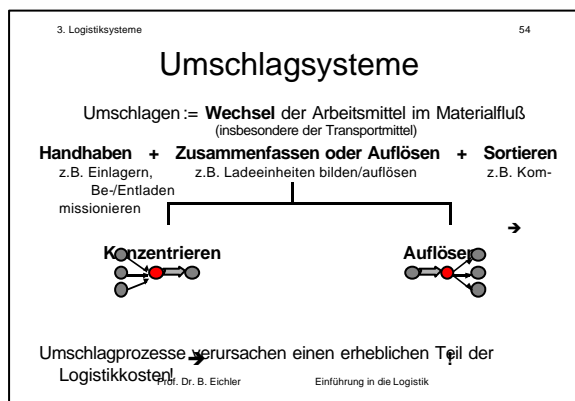 3. Logistiksysteme 54
Umschlagsysteme
Umschlagen := Wechsel der Arbeitsmittel im Materialfluß
(insbesondere der Transportmittel)
Handhaben + Zusammenfassen oder Auflösen + Sortieren
z.B. Einlagern, z.B. Ladeeinheiten bilden/auflösen z.B. Kom-
Be-/Entladen
missionieren
➔
Konzentrieren Auflösen
Umschlagprozesse verursachen einen erheblichen Teil der
Logistikkosten!
Prof. Dr. B. Eichler Einführung in die Logistik